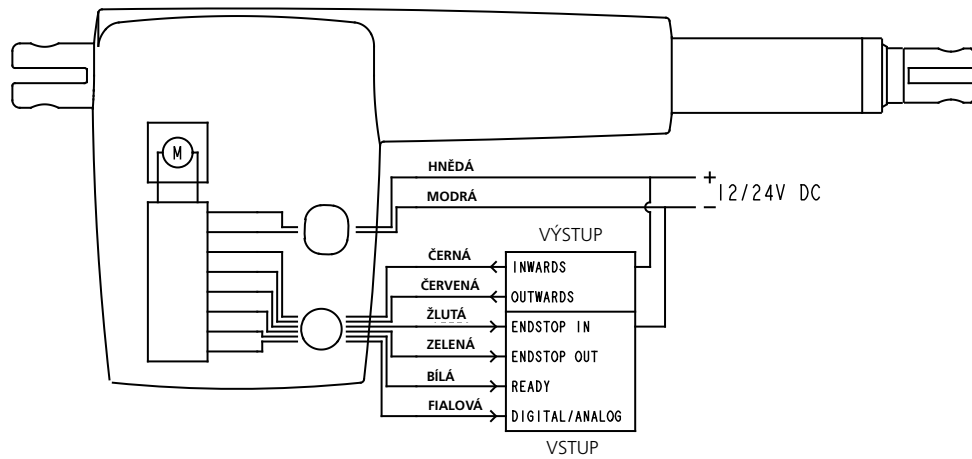 M
HNĚDÁ
+
12/24V DC
MODRÁ
−
VÝSTUP
ČERNÁ
INWARDS
ČERVENÁ
OUTWARDS
ŽLUTÁ
ENDSTOP IN
ZELENÁ
ENDSTOP OUT
BÍLÁ
READY
FIALOVÁ
DIGITAL/ANALOG
VSTUP